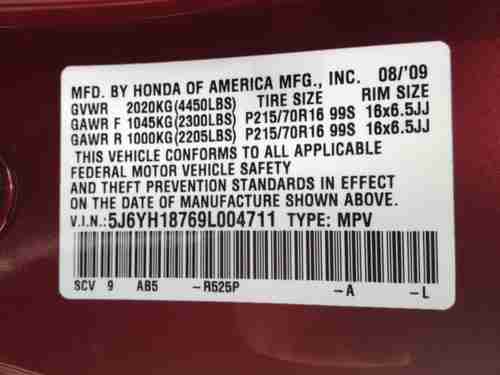 MFD. BY HONDA OF AMERICA MFG., INC. 08/'09
GVWR 2020KG(4450LBS) TIRE SIZE RIM SIZE
GAWR F 1045KG(2300LBS) P215/70R16 99S 16x6.5JJ
GAWR R 1000KG(2205LBS) P215/70R16 99S 16x6.5JJ
THIS VEHICLE CONFORMS TO ALL APPLICABLE
FEDERAL MOTOR VEHICLE SAFETY
AND THEFT PREVENTION STANDARDS IN EFFECT
ON THE DATE OF MANUFACTURE SHOWN ABOVE.
V.I.N.:5J6YH18769L004711 TYPE: MPV
SCV 9 AB5 -R525P -A -L